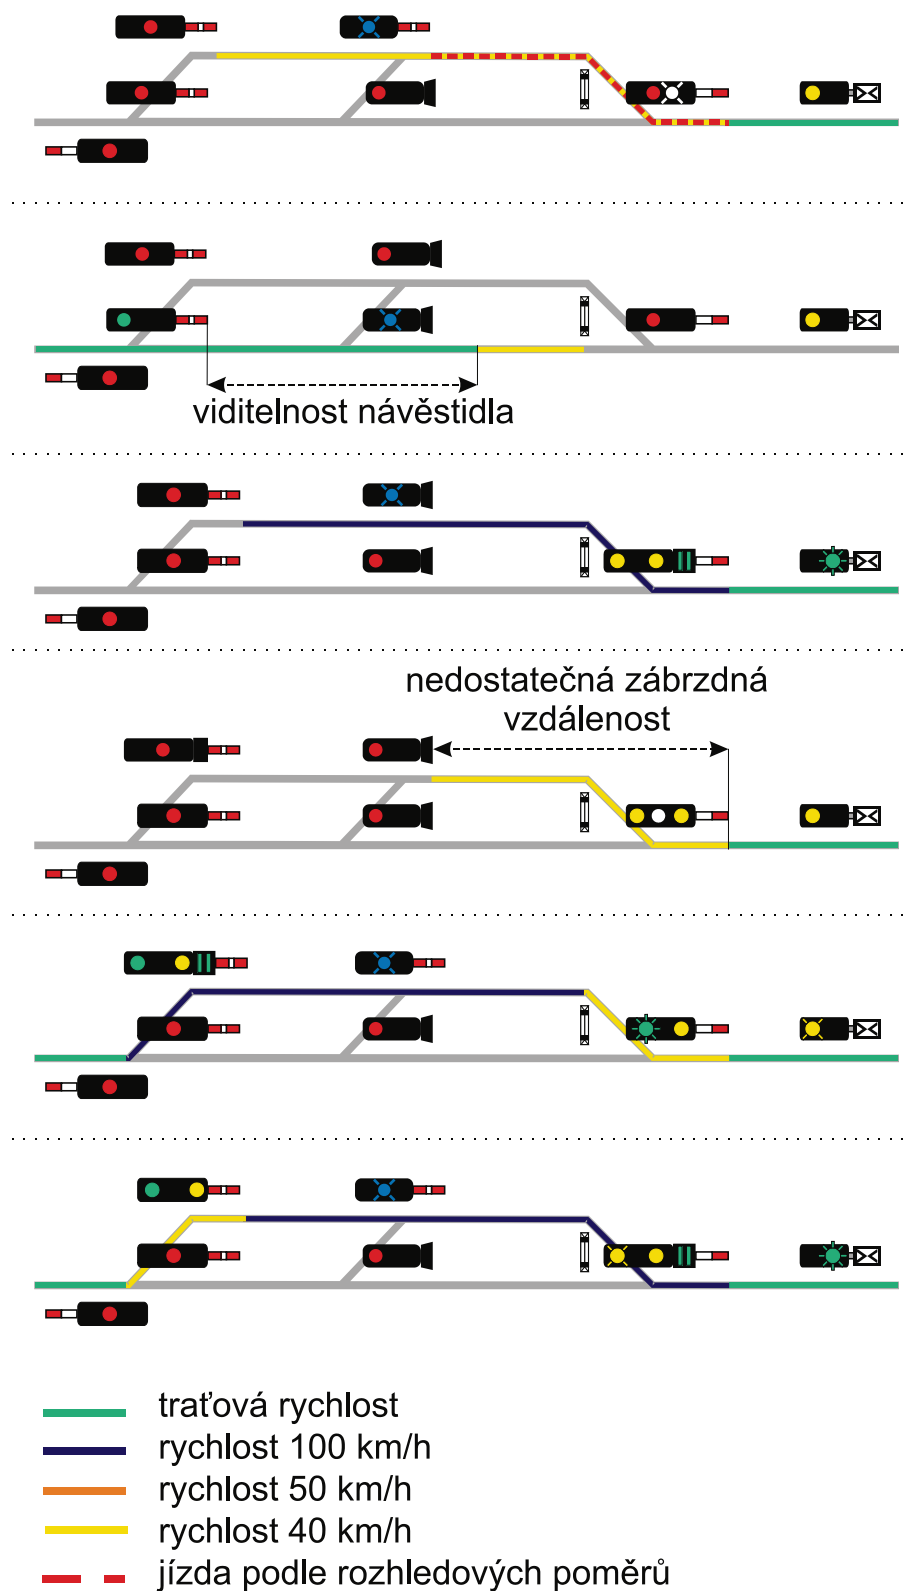 viditelnost návěstidla
nedostatečná zábrzdná
vzdálenost
traťová rychlost
rychlost 100 km/h
rychlost 50 km/h
rychlost 40 km/h
jízda podle rozhledových poměrů